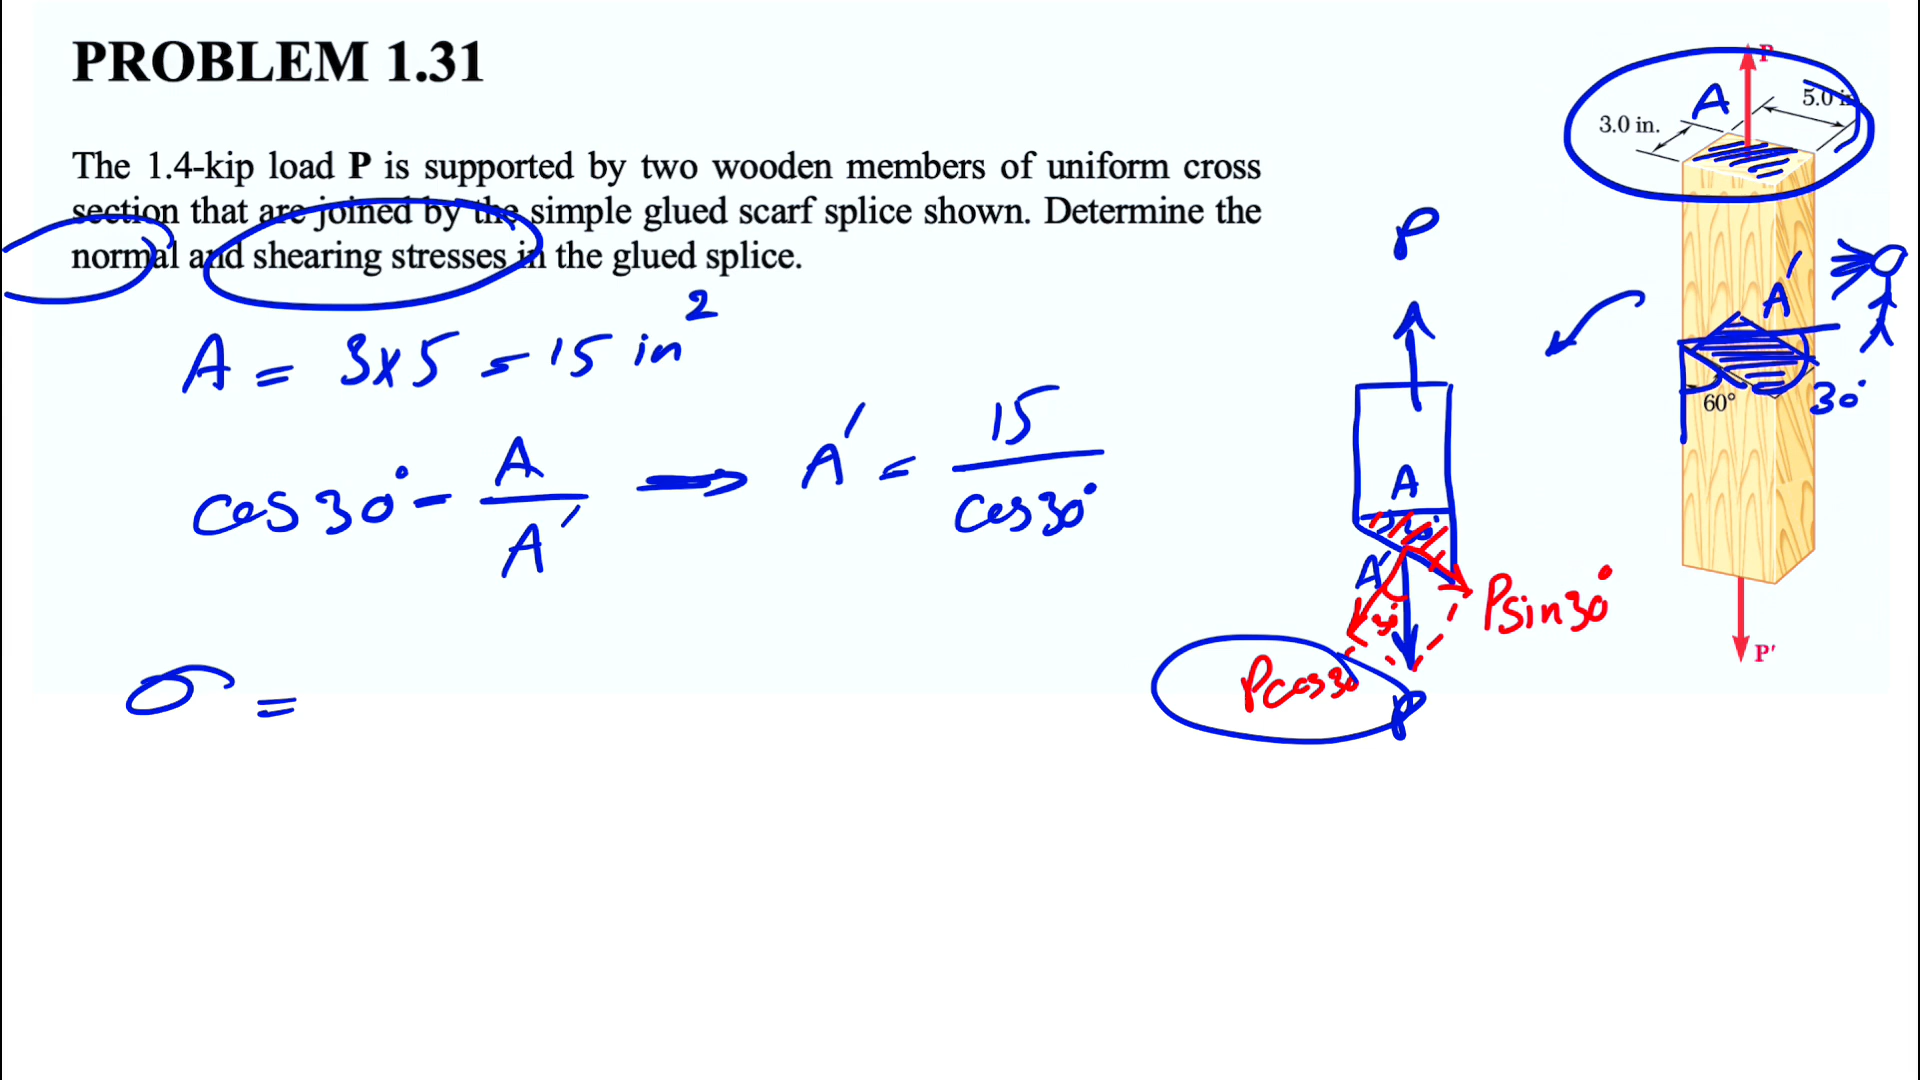 PROBLEM 1.31
The 1.4-kip load P is supported by two wooden members of uniform cross
section that are joined by the simple glued scarf splice shown. Determine the
normal and shearing stresses in the glued splice.
A = 3x5 = 15 in²
cos30° = A / A'
A' = 15 / cos30°
σ =
P
A
30°
A'
30
P sin30°
P cos30
P
P
A
3.0 in.
5.0 in.
A'
60°
30°
P'